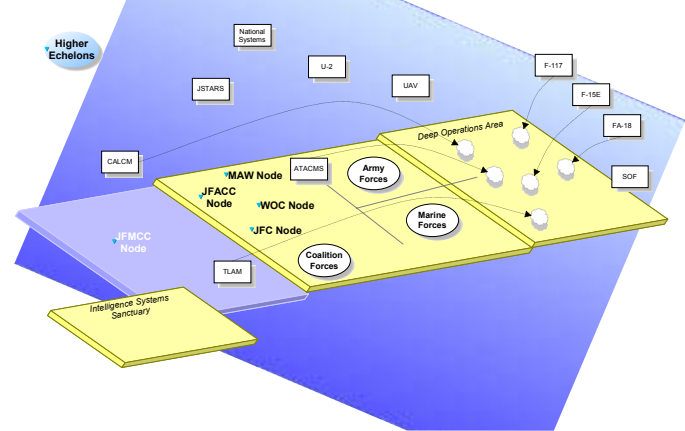 Higher
Echelons
National
Systems
U-2
JSTARS
UAV
F-117
F-15E
FA-18
SOF
Deep Operations Area
CALCM
MAW Node
ATACMS
Army
Forces
JFACC
Node
WOC Node
Marine
Forces
JFC Node
JFMCC
Node
Coalition
Forces
TLAM
Intelligence Systems
Sanctuary